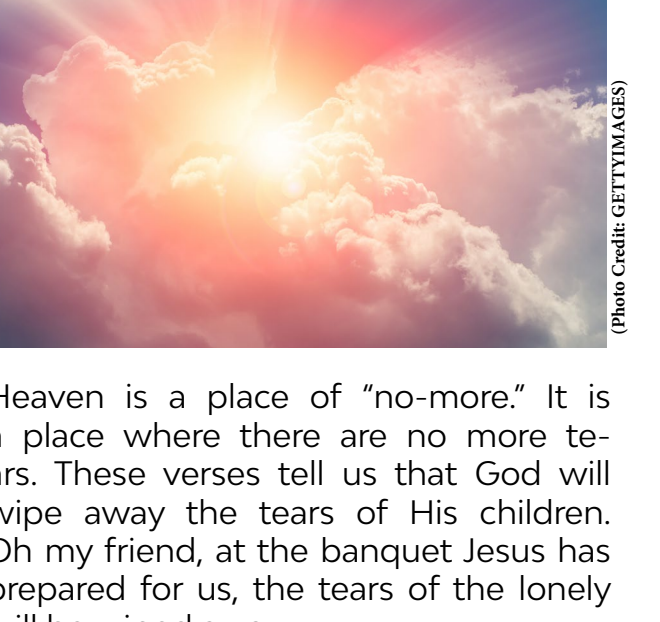 (Photo Credit: GETTYIMAGES)
Heaven is a place of “no-more.” It is
place where there are no more te-
ars. These verses tell us that God will
wipe away the tears of His children.
Oh my friend, at the banquet Jesus has
prepared for us, the tears of the lonely